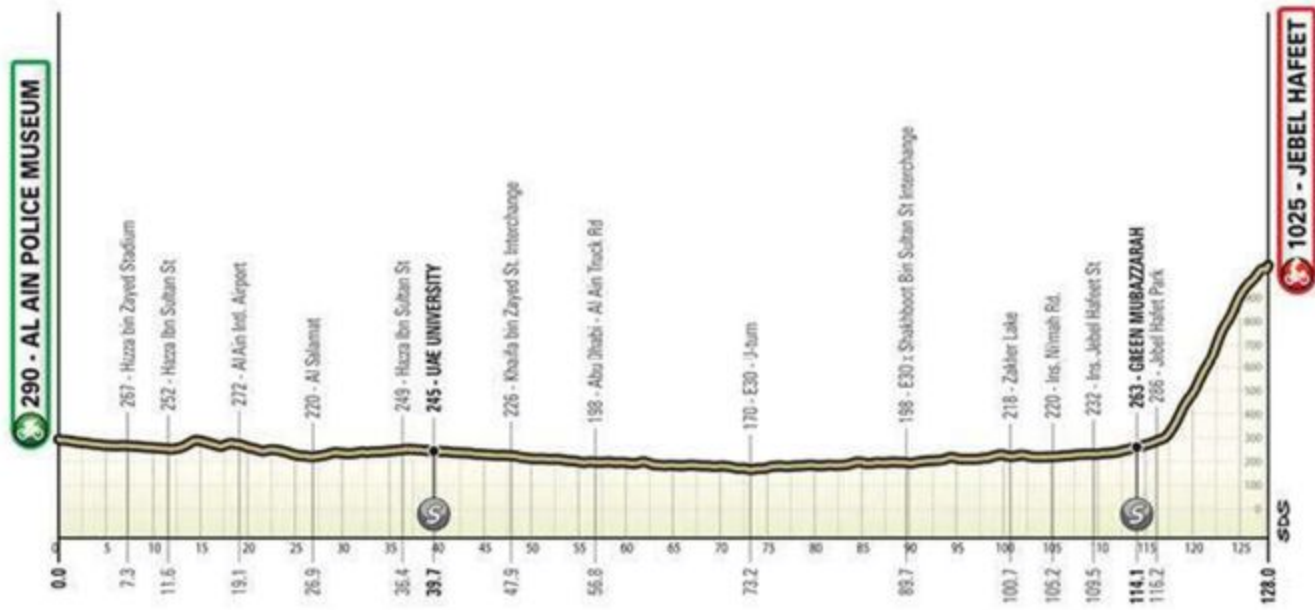 290 - AL AIN POLICE MUSEUM
267 - Hazza bin Zayed Stadium
252 - Hazza Ibn Sultan St
272 - Al Ain Intl. Airport
220 - Al Salamat
249 - Hazza Ibn Sultan St
245 - UAE UNIVERSITY
226 - Khalifa bin Zayed St. Interchange
198 - Abu Dhabi - Al Ain Truck Rd
170 - E30 - U-turn
198 - E30 x Shakhboot Bin Sultan St Interchange
218 - Zakher Lake
220 - Ins. Ni'mah Rd.
232 - Ins. Jebel Hafeet St
263 - GREEN MUBAZZARAH
286 - Jebel Hafet Park
1025 - JEBEL HAFEET
900
800
700
600
500
400
300
200
100
0
S
S
SDS
0 5 10 15 20 25 30 35 40 45 50 55 60 65 70 75 80 85 90 95 100 105 110 115 120 125
0.0 7.3 11.6 19.1 26.9 36.4 39.7 47.9 56.8 73.2 89.7 100.7 105.2 109.5 114.1 116.2 128.0